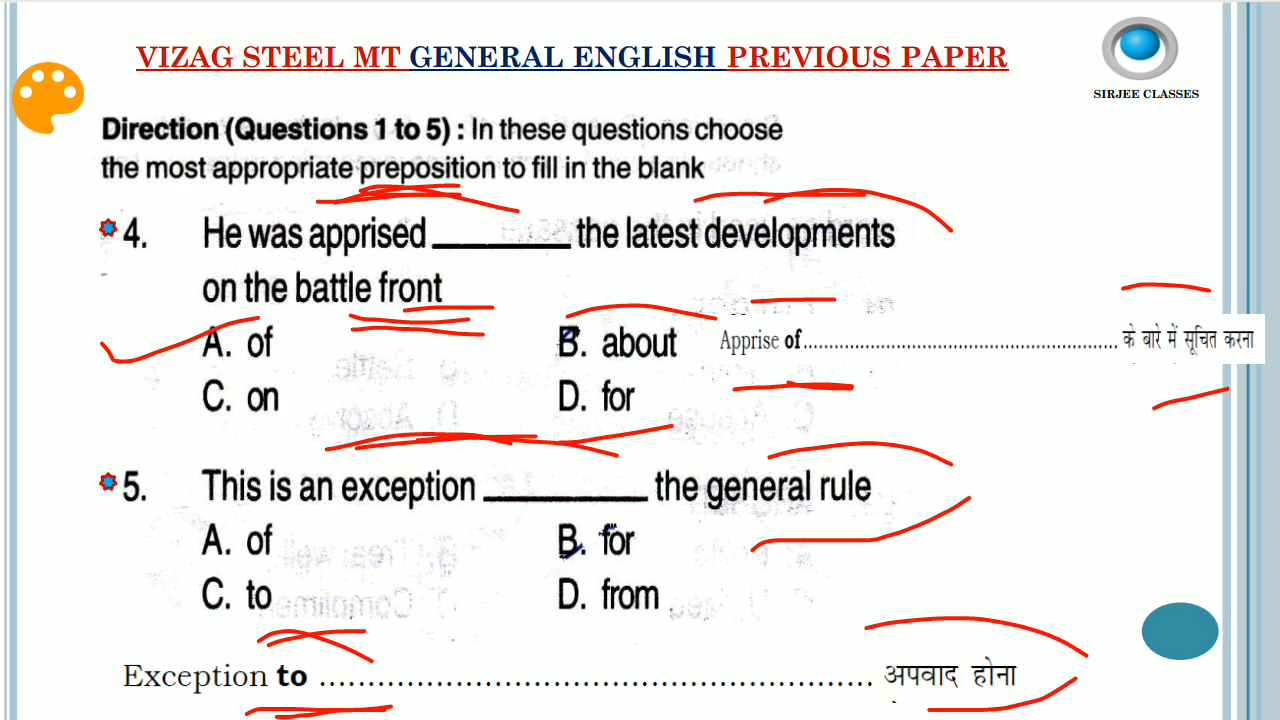 VIZAG STEEL MT GENERAL ENGLISH PREVIOUS PAPER
SIRJEE CLASSES
Direction (Questions 1 to 5) : In these questions choose
the most appropriate preposition to fill in the blank
4. He was apprised ________ the latest developments
on the battle front
A. of B. about
Apprise of.................................................................. के बारे में सूचित करना
C. on D. for
5. This is an exception __________ the general rule
A. of B. for
C. to D. from
Exception to .......................................................... अपवाद होना